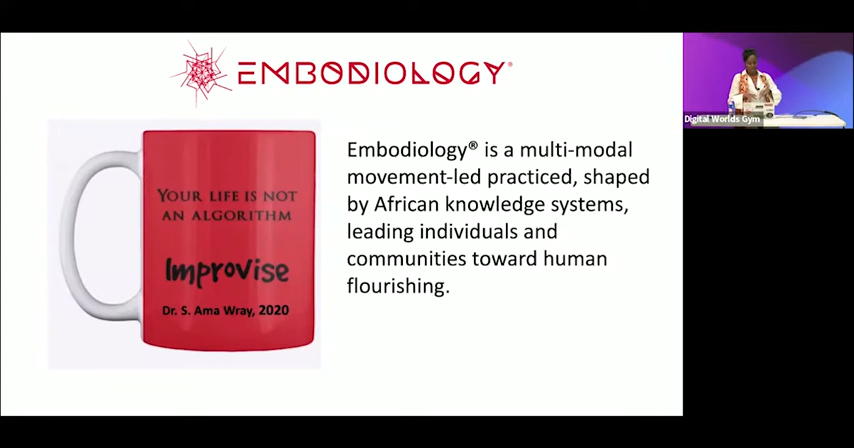 EMBODIOLOGY®
YOUR LIFE IS NOT
AN ALGORITHM
Improvise
Dr. S. Ama Wray, 2020
Embodiology® is a multi-modal
movement-led practiced, shaped
by African knowledge systems,
leading individuals and
communities toward human
flourishing.
Digital Worlds Gym